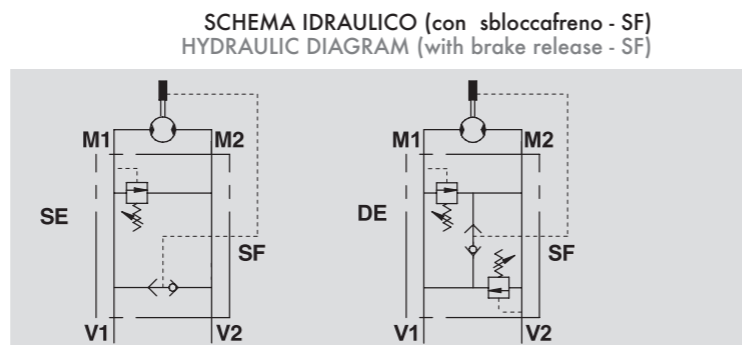 SCHEMA IDRAULICO (con sbloccafreno - SF)
HYDRAULIC DIAGRAM (with brake release - SF)
M1 M2
SE
SF
V1 V2
M1 M2
DE
SF
V1 V2